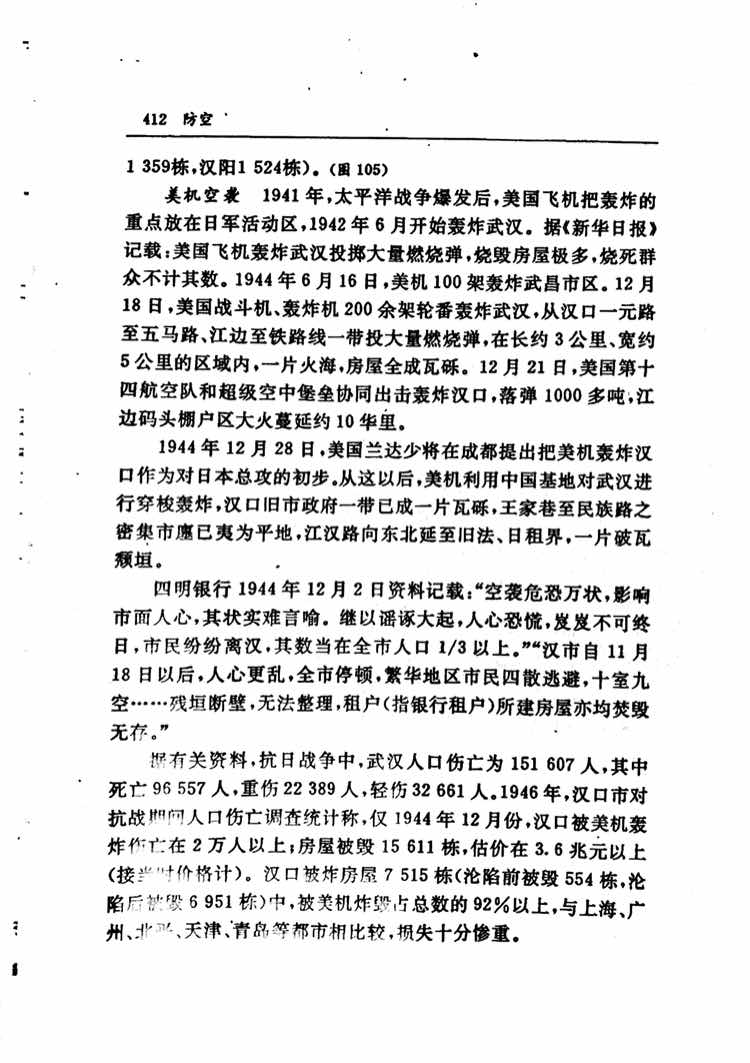 412 防空
1 359栋,汉阳1 524栋)。(图 105)
美机空袭 1941 年,太平洋战争爆发后,美国飞机把轰炸的
重点放在日军活动区,1942 年 6 月开始轰炸武汉。据《新华日报》
记载:美国飞机轰炸武汉投掷大量燃烧弹,烧毁房屋极多,烧死群
众不计其数。1944 年 6 月 16 日,美机 100 架轰炸武昌市区。12 月
18 日,美国战斗机、轰炸机 200 余架轮番轰炸武汉,从汉口一元路
至五马路、江边至铁路线一带投大量燃烧弹,在长约 3 公里、宽约
5 公里的区域内,一片火海,房屋全成瓦砾。12 月 21 日,美国第十
四航空队和超级空中堡垒协同出击轰炸汉口,落弹 1000 多吨,江
边码头棚户区大火蔓延约 10 华里。
1944 年 12 月 28 日,美国兰达少将在成都提出把美机轰炸汉
口作为对日本总攻的初步。从这以后,美机利用中国基地对武汉进
行穿梭轰炸,汉口旧市政府一带已成一片瓦砾,王家巷至民族路之
密集市廛已夷为平地,江汉路向东北延至旧法、日租界,一片破瓦
颓垣。
四明银行 1944 年 12 月 2 日资料记载:“空袭危恐万状,影响
市面人心,其状实难言喻。继以谣诼大起,人心恐慌,岌岌不可终
日,市民纷纷离汉,其数当在全市人口 1/3 以上。”“汉市自 11 月
18 日以后,人心更乱,全市停顿,繁华地区市民四散逃避,十室九
空……残垣断壁,无法整理,租户(指银行租户)所建房屋亦均焚毁
无存。”
据有关资料,抗日战争中,武汉人口伤亡为 151 607 人,其中
死亡 96 557 人,重伤 22 389 人,轻伤 32 661 人。1946 年,汉口市对
抗战期间人口伤亡调查统计称,仅 1944 年 12 月份,汉口被美机轰
炸伤亡在 2 万人以上;房屋被毁 15 611 栋,估价在 3.6 兆元以上
(接当时价格计)。汉口被炸房屋 7 515 栋(沦陷前被毁 554 栋,沦
陷后被毁 6 951 栋)中,被美机炸毁占总数的 92%以上,与上海、广
州、北平、天津、青岛等都市相比较,损失十分惨重。